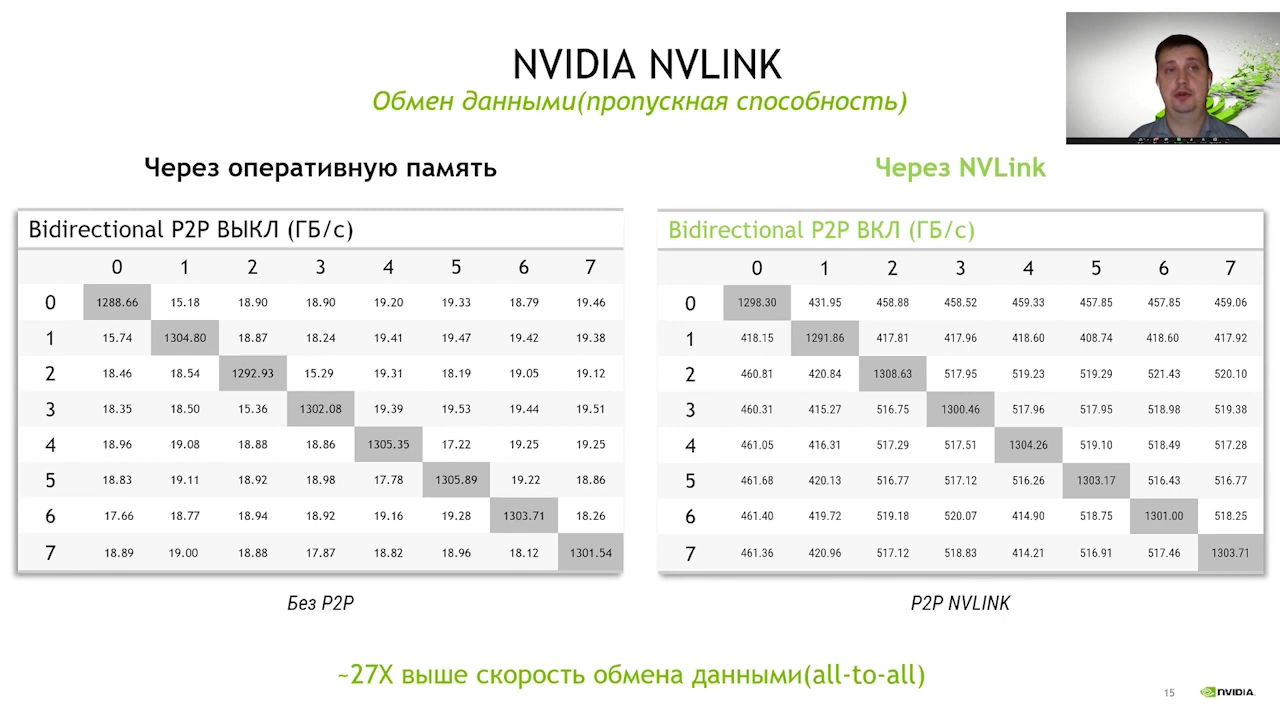 NVIDIA NVLINK
Обмен данными(пропускная способность)
Через оперативную память
Bidirectional P2P ВЫКЛ (ГБ/с)
0 1 2 3 4 5 6 7
0 1288.66 15.18 18.90 18.90 19.20 19.33 18.79 19.46
1 15.74 1304.80 18.87 18.24 19.41 19.47 19.42 19.38
2 18.46 18.54 1292.93 15.29 19.31 18.19 19.05 19.12
3 18.35 18.50 15.36 1302.08 19.39 19.53 19.44 19.51
4 18.96 19.08 18.88 18.86 1305.35 17.22 19.25 19.25
5 18.83 19.11 18.92 18.98 17.78 1305.89 19.22 18.86
6 17.66 18.77 18.94 18.92 19.16 19.28 1303.71 18.26
7 18.89 19.00 18.88 17.87 18.82 18.96 18.12 1301.54
Без P2P
Через NVLink
Bidirectional P2P ВКЛ (ГБ/с)
0 1 2 3 4 5 6 7
0 1298.30 431.95 458.88 458.52 459.33 457.85 457.85 459.06
1 418.15 1291.86 417.81 417.96 418.60 408.74 418.60 417.92
2 460.81 420.84 1308.63 517.95 519.23 519.29 521.43 520.10
3 460.31 415.27 516.75 1300.46 517.96 517.95 518.98 519.38
4 461.05 416.31 517.29 517.51 1304.26 519.10 518.49 517.28
5 461.68 420.13 516.77 517.12 516.26 1303.17 516.43 516.77
6 461.40 419.72 519.18 520.07 414.90 518.75 1301.00 518.25
7 461.36 420.96 517.12 518.83 414.21 516.91 517.46 1303.71
P2P NVLINK
~27X выше скорость обмена данными(all-to-all)
15
NVIDIA.